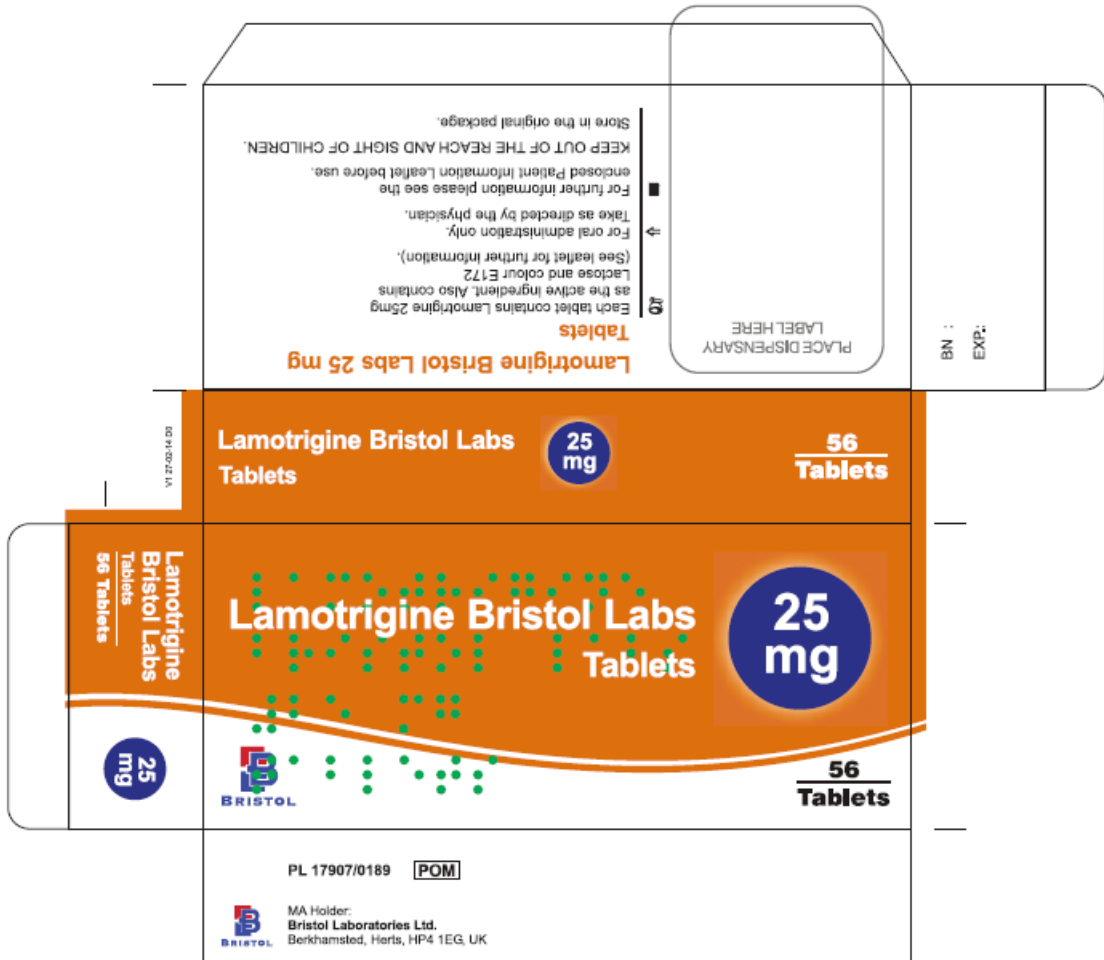 Lamotrigine Bristol Labs 25 mg
Tablets
Each tablet contains Lamotrigine 25mg
as the active ingredient. Also contains
Lactose and colour E172
(See leaflet for further information).
For oral administration only.
Take as directed by the physician.
For further information please see the
enclosed Patient Information Leaflet before use.
KEEP OUT OF THE REACH AND SIGHT OF CHILDREN.
Store in the original package.
PLACE DISPENSARY
LABEL HERE
BN :
EXP.:
V1 27-02-14 D0
Lamotrigine Bristol Labs
Tablets
25
mg
56
Tablets
Lamotrigine
Bristol Labs
Tablets
56 Tablets
25
mg
Lamotrigine Bristol Labs
Tablets
25
mg
BRISTOL
56
Tablets
PL 17907/0189 POM
BRISTOL
MA Holder:
Bristol Laboratories Ltd.
Berkhamsted, Herts, HP4 1EG, UK